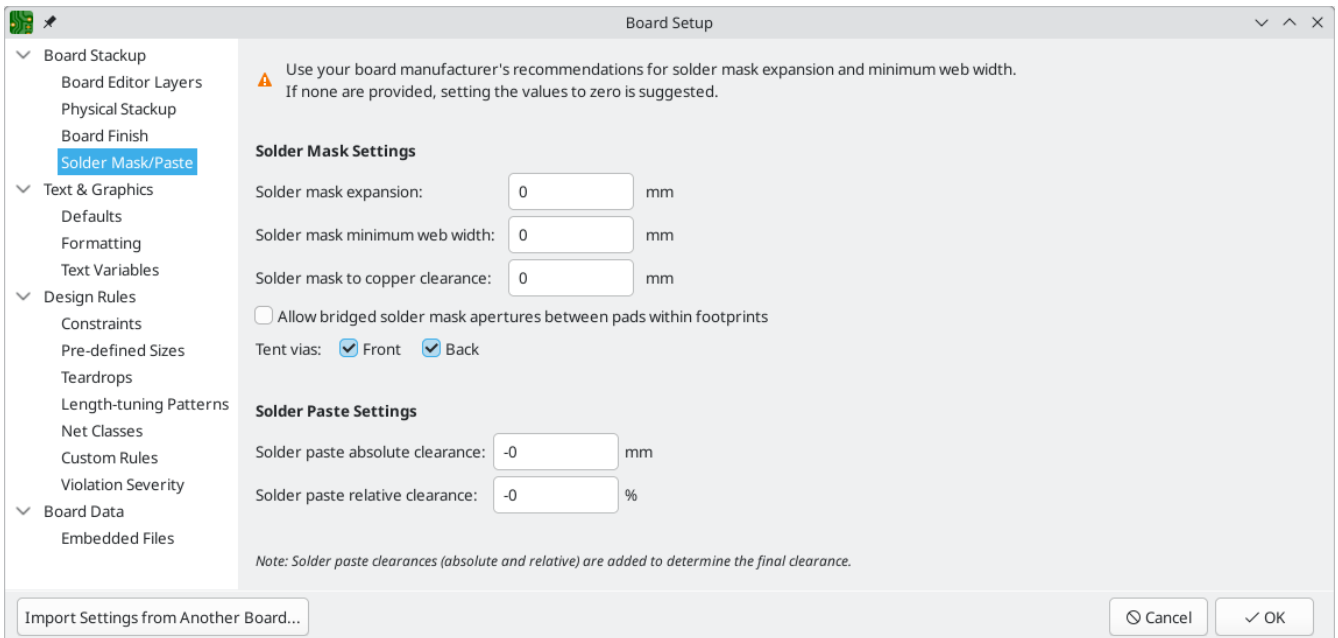 Board Setup
Board Stackup
Board Editor Layers
Physical Stackup
Board Finish
Solder Mask/Paste
Text & Graphics
Defaults
Formatting
Text Variables
Design Rules
Constraints
Pre-defined Sizes
Teardrops
Length-tuning Patterns
Net Classes
Custom Rules
Violation Severity
Board Data
Embedded Files
Use your board manufacturer's recommendations for solder mask expansion and minimum web width.
If none are provided, setting the values to zero is suggested.
Solder Mask Settings
Solder mask expansion: 0 mm
Solder mask minimum web width: 0 mm
Solder mask to copper clearance: 0 mm
Allow bridged solder mask apertures between pads within footprints
Tent vias: Front Back
Solder Paste Settings
Solder paste absolute clearance: -0 mm
Solder paste relative clearance: -0 %
Note: Solder paste clearances (absolute and relative) are added to determine the final clearance.
Import Settings from Another Board... Cancel OK